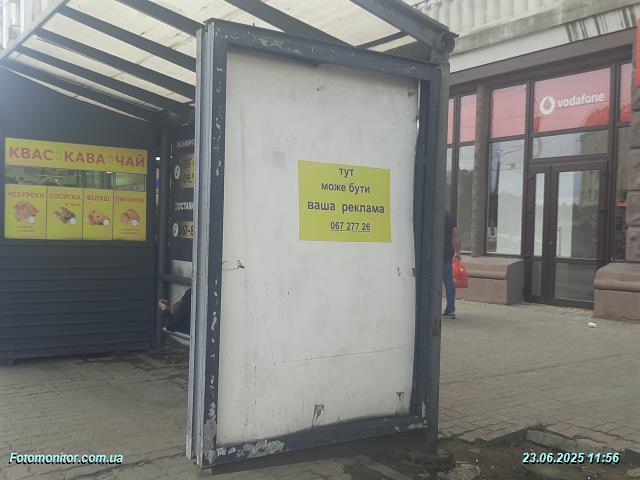 КВАС КАВА ЧАЙ
ЧЕБУРЕКИ
СОСИСКА
БІЛЯШ
ПИРІЖОК
тут
може бути
ваша реклама
067 277 26
vodafone
Fotomonitor.com.ua
23.06.2025 11:56